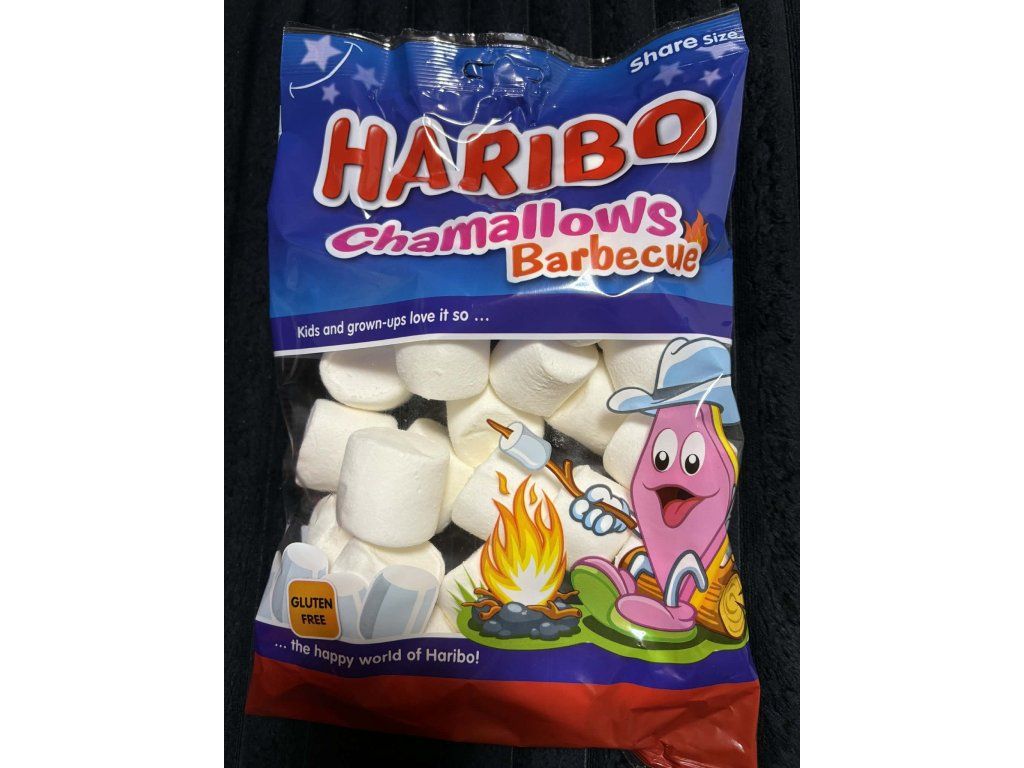 Share Size
HARIBO
Chamallows
Barbecue
Kids and grown-ups love it so ...
GLUTEN
FREE
... the happy world of Haribo!